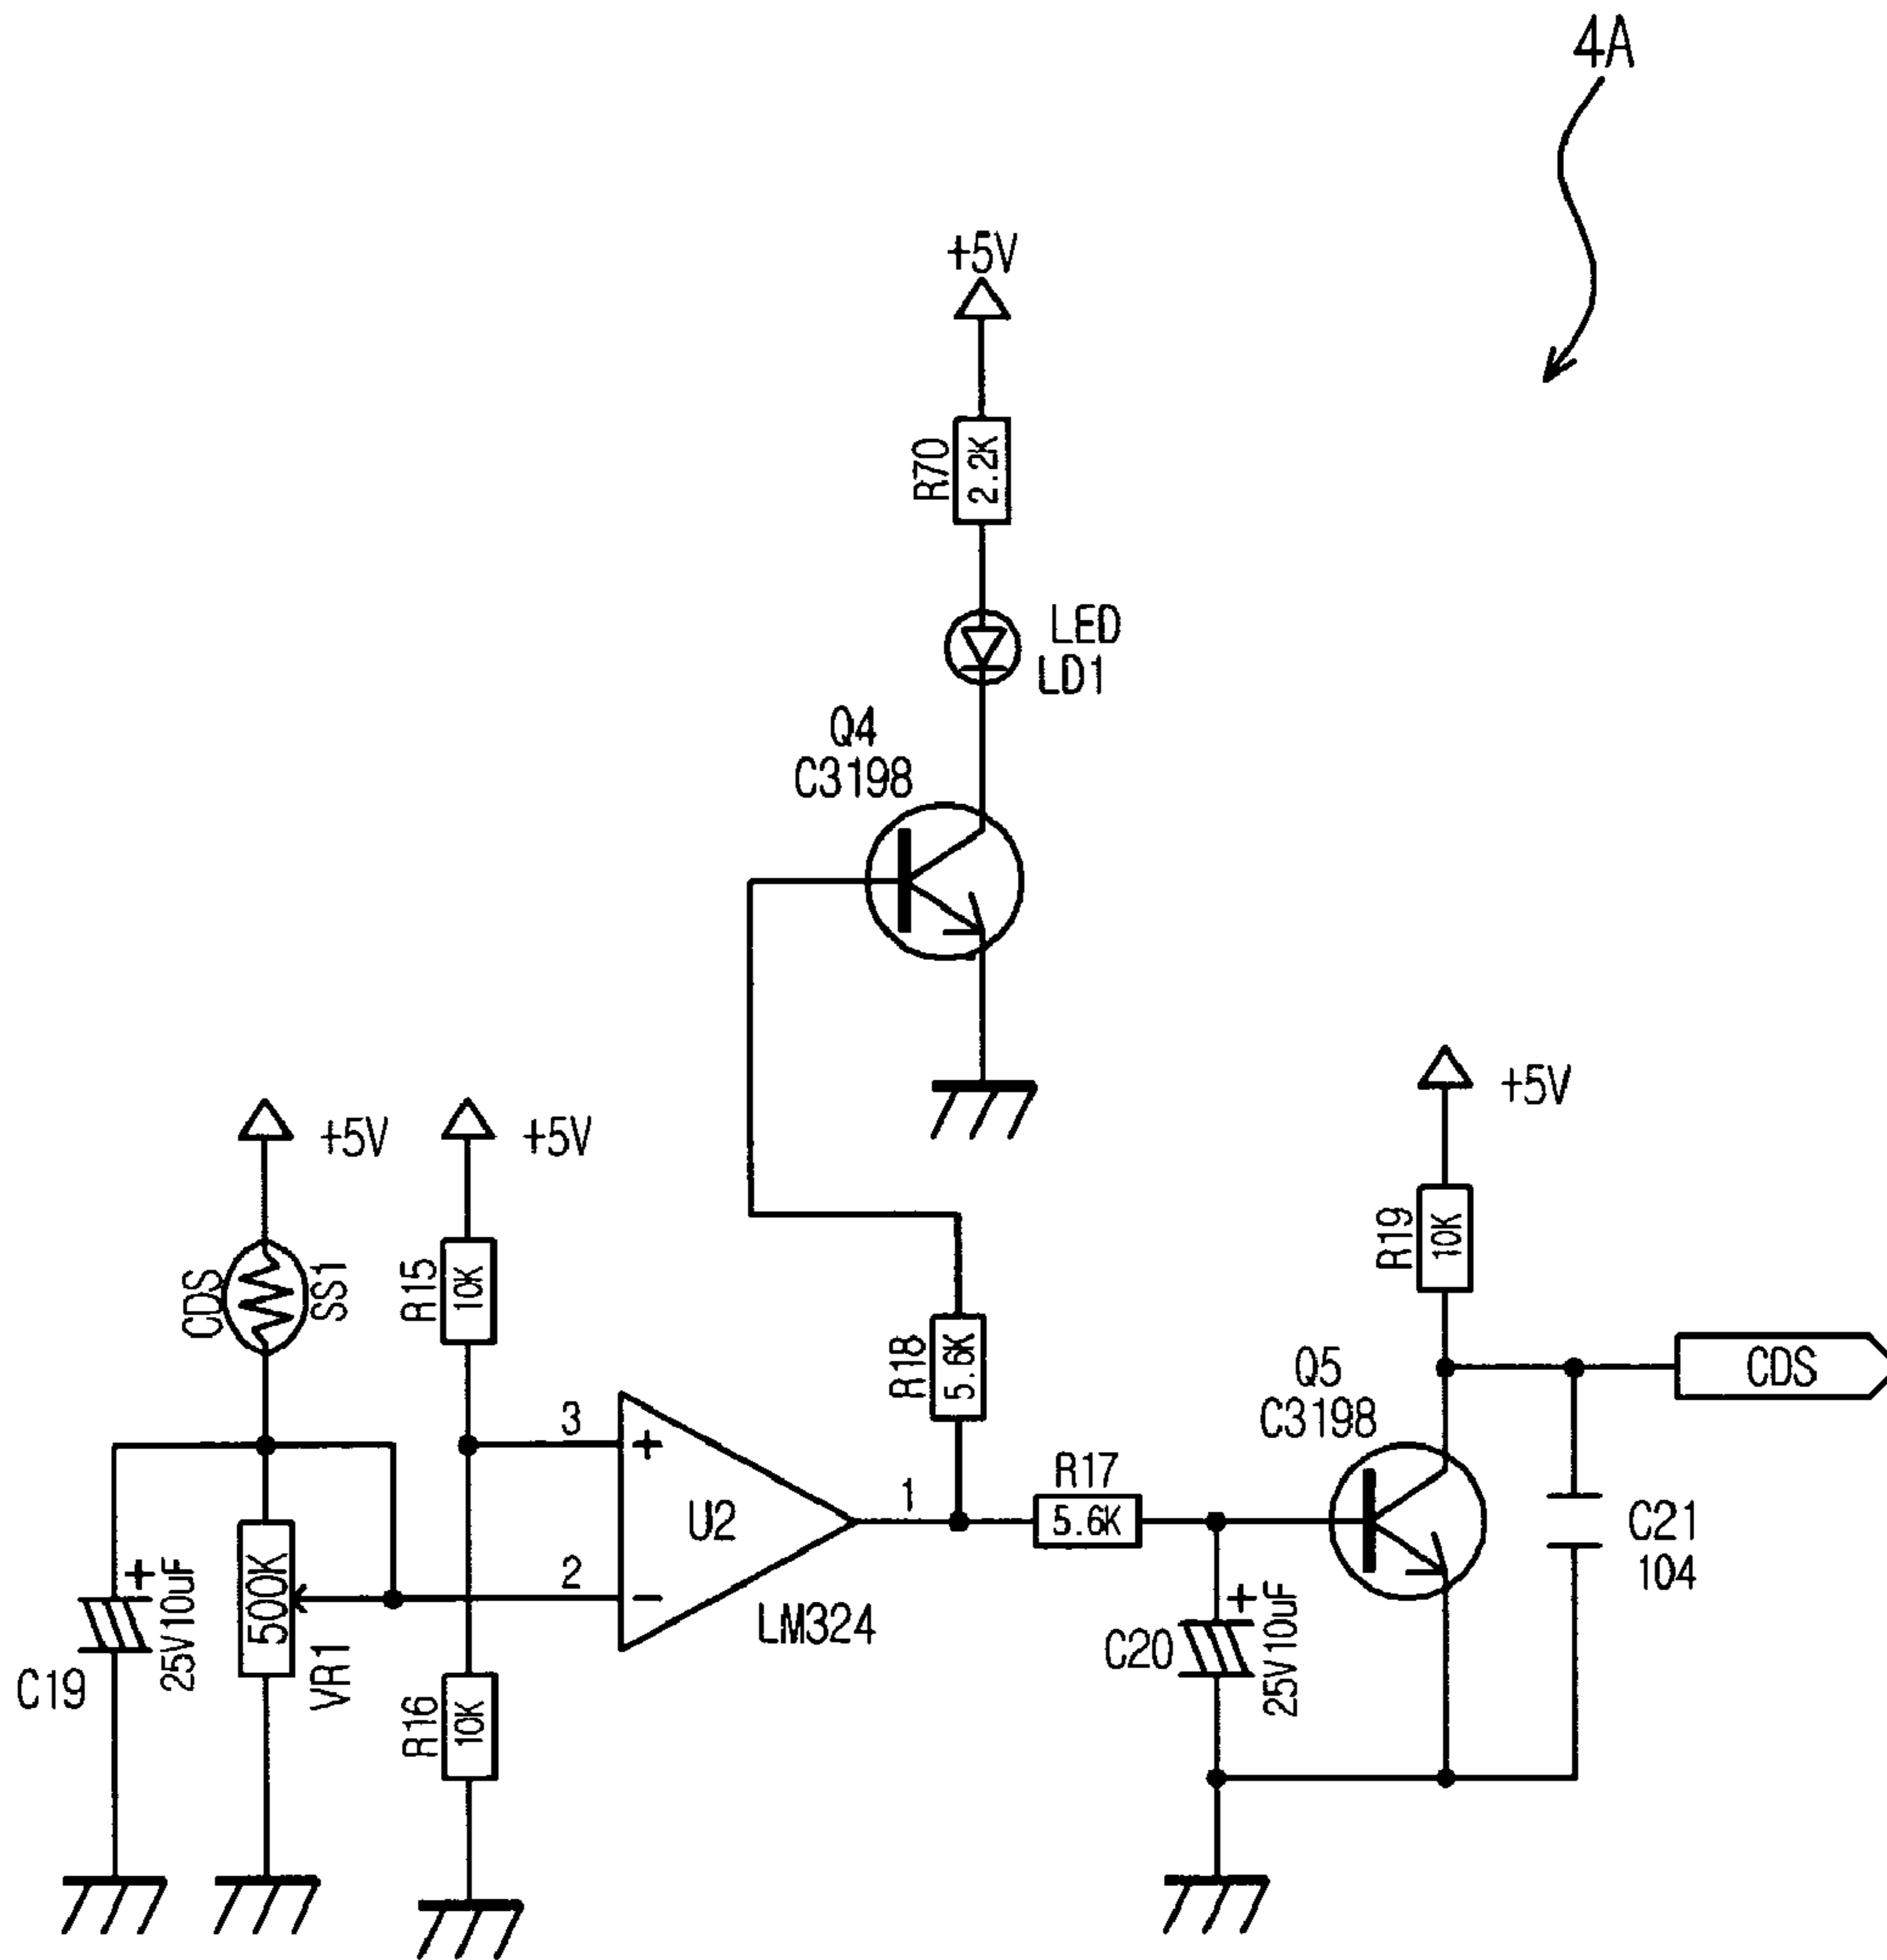 4A
+5V
R70
2.2K
LED
LD1
Q4
C3198
+5V
+5V
+5V
CDS
SS1
R15
10K
R18
5.6K
R19
10K
CDS
Q5
C3198
3
+
U2
1
2
−
LM324
R17
5.6K
C21
104
+
25V10uF
C19
500K
VR1
R16
10K
C20
+
25V10uF